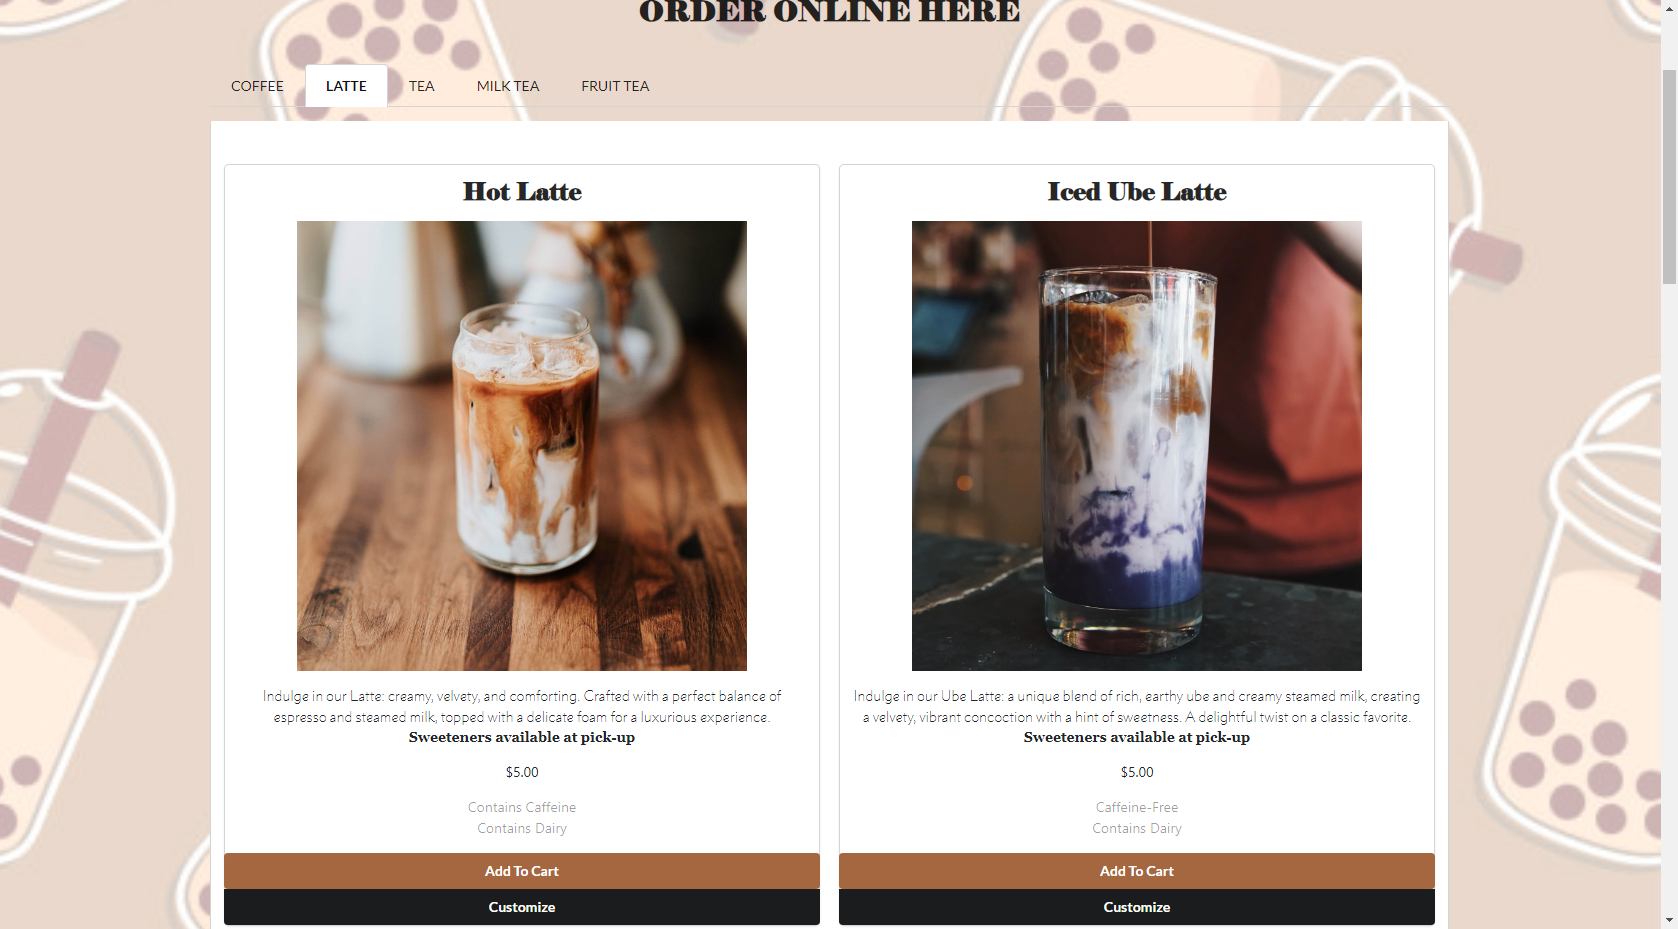 ORDER ONLINE HERE
COFFEE LATTE TEA MILK TEA FRUIT TEA
Hot Latte
Indulge in our Latte: creamy, velvety, and comforting. Crafted with a perfect balance of
espresso and steamed milk, topped with a delicate foam for a luxurious experience.
Sweeteners available at pick-up
$5.00
Contains Caffeine
Contains Dairy
Add To Cart
Customize
Iced Ube Latte
Indulge in our Ube Latte: a unique blend of rich, earthy ube and creamy steamed milk, creating
a velvety, vibrant concoction with a hint of sweetness. A delightful twist on a classic favorite.
Sweeteners available at pick-up
$5.00
Caffeine-Free
Contains Dairy
Add To Cart
Customize